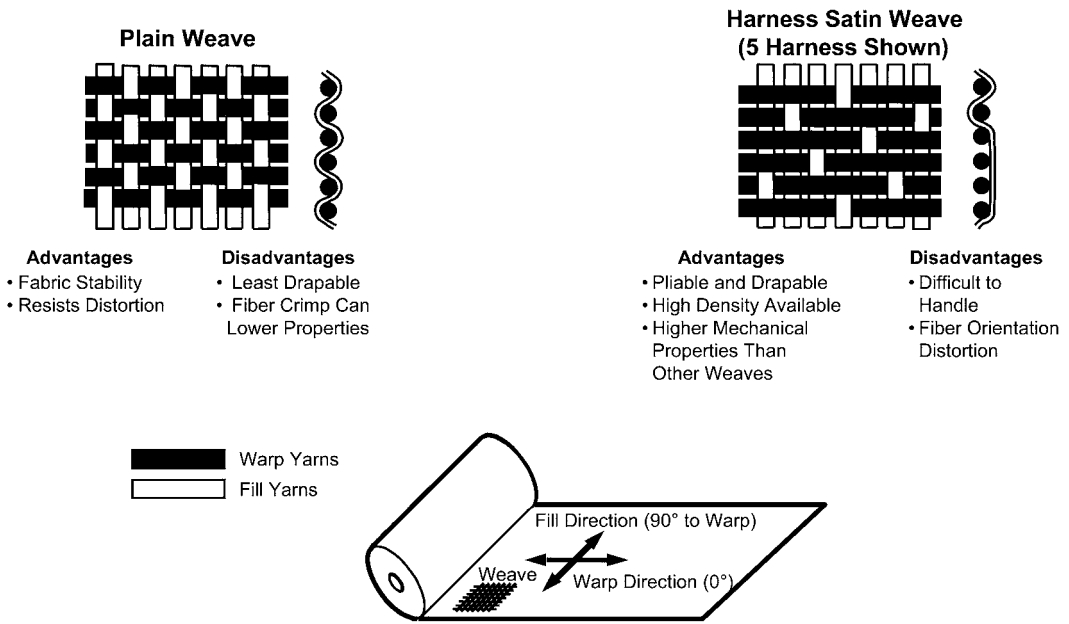 Plain Weave
Advantages
• Fabric Stability
• Resists Distortion
Disadvantages
• Least Drapable
• Fiber Crimp Can
Lower Properties
Harness Satin Weave
(5 Harness Shown)
Advantages
• Pliable and Drapable
• High Density Available
• Higher Mechanical
Properties Than
Other Weaves
Disadvantages
• Difficult to
Handle
• Fiber Orientation
Distortion
Warp Yarns
Fill Yarns
Fill Direction (90° to Warp)
Weave
Warp Direction (0°)